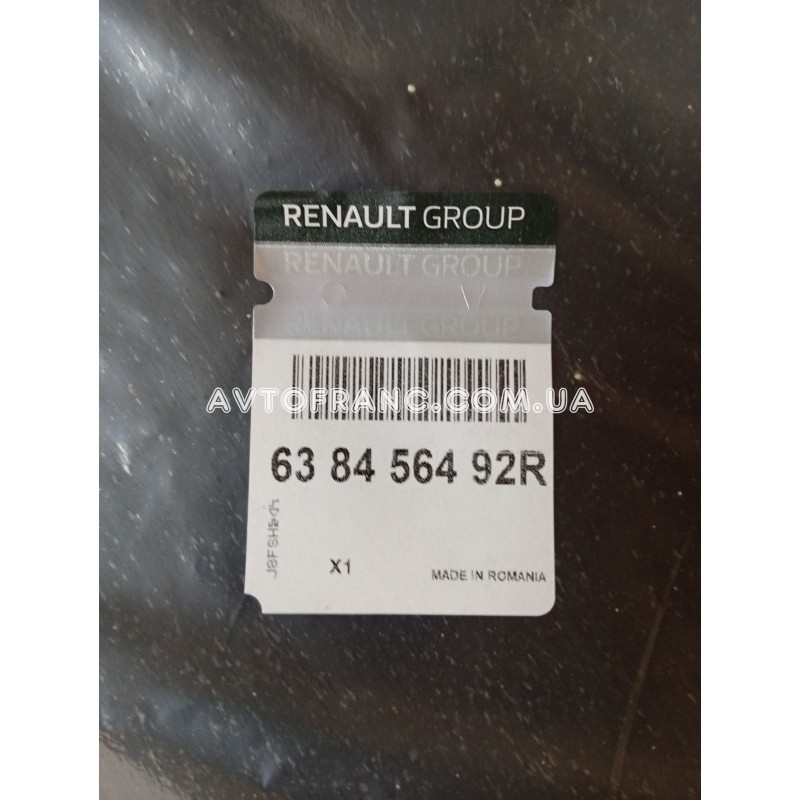 RENAULT GROUP
RENAULT GROUP
RENAULT GROUP
AVTOFRANC.COM.UA
63 84 564 92R
X1
MADE IN ROMANIA